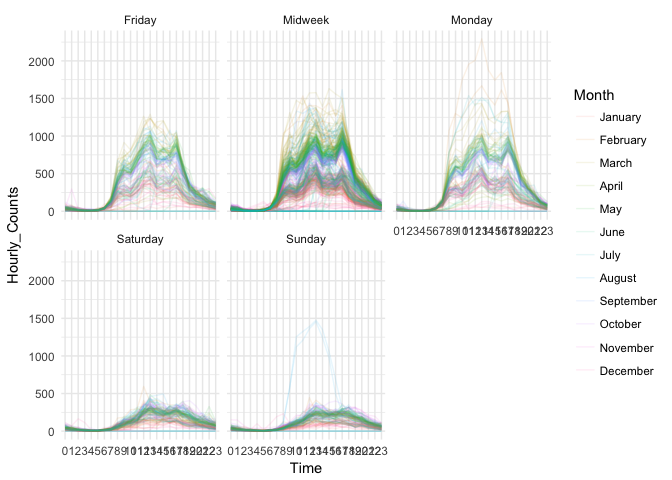 Friday
Midweek
Monday
2000
1500
1000
500
0
Saturday
Sunday
2000
1500
1000
500
0
Hourly_Counts
Time
Month
January
February
March
April
May
June
July
August
September
October
November
December